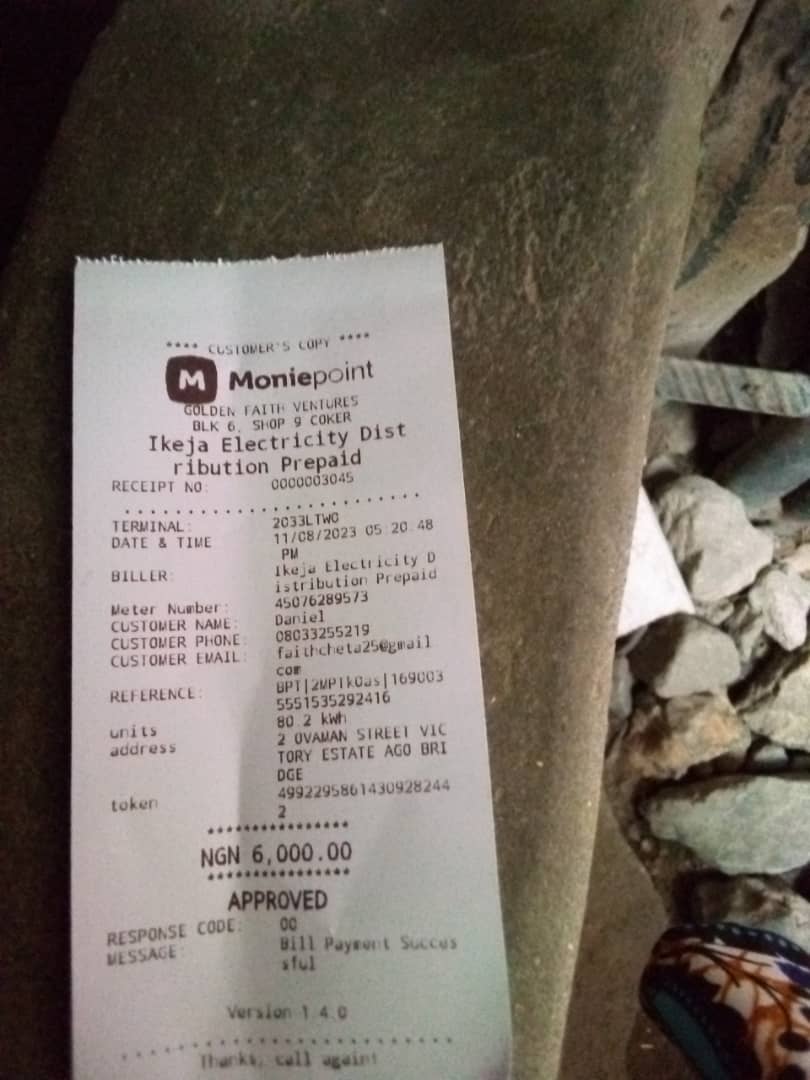 **** CUSTOMER'S COPY ****
M Moniepoint
GOLDEN FAITH VENTURES
BLK 6, SHOP 9 COKER
Ikeja Electricity Dist
ribution Prepaid
RECEIPT NO: 0000003045
TERMINAL: 2033LTWO
DATE & TIME 11/08/2023 05:20:48
PM
BILLER: Ikeja Electricity D
istribution Prepaid
Meter Number: 45076289573
CUSTOMER NAME: Daniel
CUSTOMER PHONE: 08033255219
CUSTOMER EMAIL: faithcheta25@gmail.
com
REFERENCE: BPT|2MPTkOas|169003
5551535292416
units 80.2 kWh
address 2 OVAMAN STREET VIC
TORY ESTATE AGO BRI
DGE
token 4992295861430928244
2
****************
NGN 6,000.00
****************
APPROVED
RESPONSE CODE: 00
MESSAGE: Bill Payment Succes
sful
Version 1.4.0
Thanks, call again!